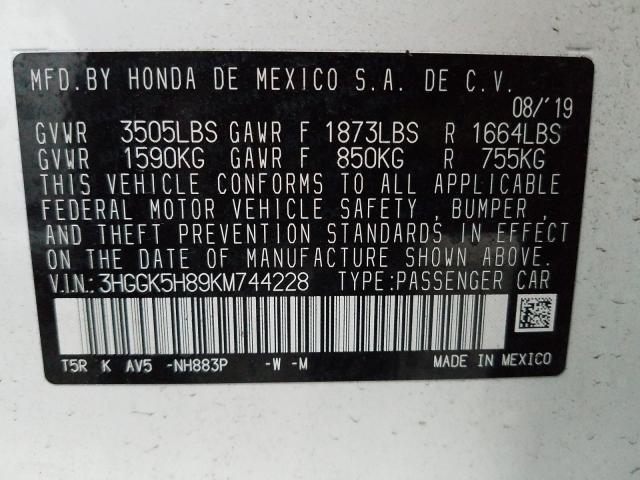 MFD.BY HONDA DE MEXICO S.A. DE C.V.
08/'19
GVWR 3505LBS GAWR F 1873LBS R 1664LBS
GVWR 1590KG GAWR F 850KG R 755KG
THIS VEHICLE CONFORMS TO ALL APPLICABLE
FEDERAL MOTOR VEHICLE SAFETY , BUMPER ,
AND THEFT PREVENTION STANDARDS IN EFFECT
ON THE DATE OF MANUFACTURE SHOWN ABOVE.
V.I.N.:3HGGK5H89KM744228 TYPE:PASSENGER CAR
T5R K AV5 -NH883P -W -M MADE IN MEXICO